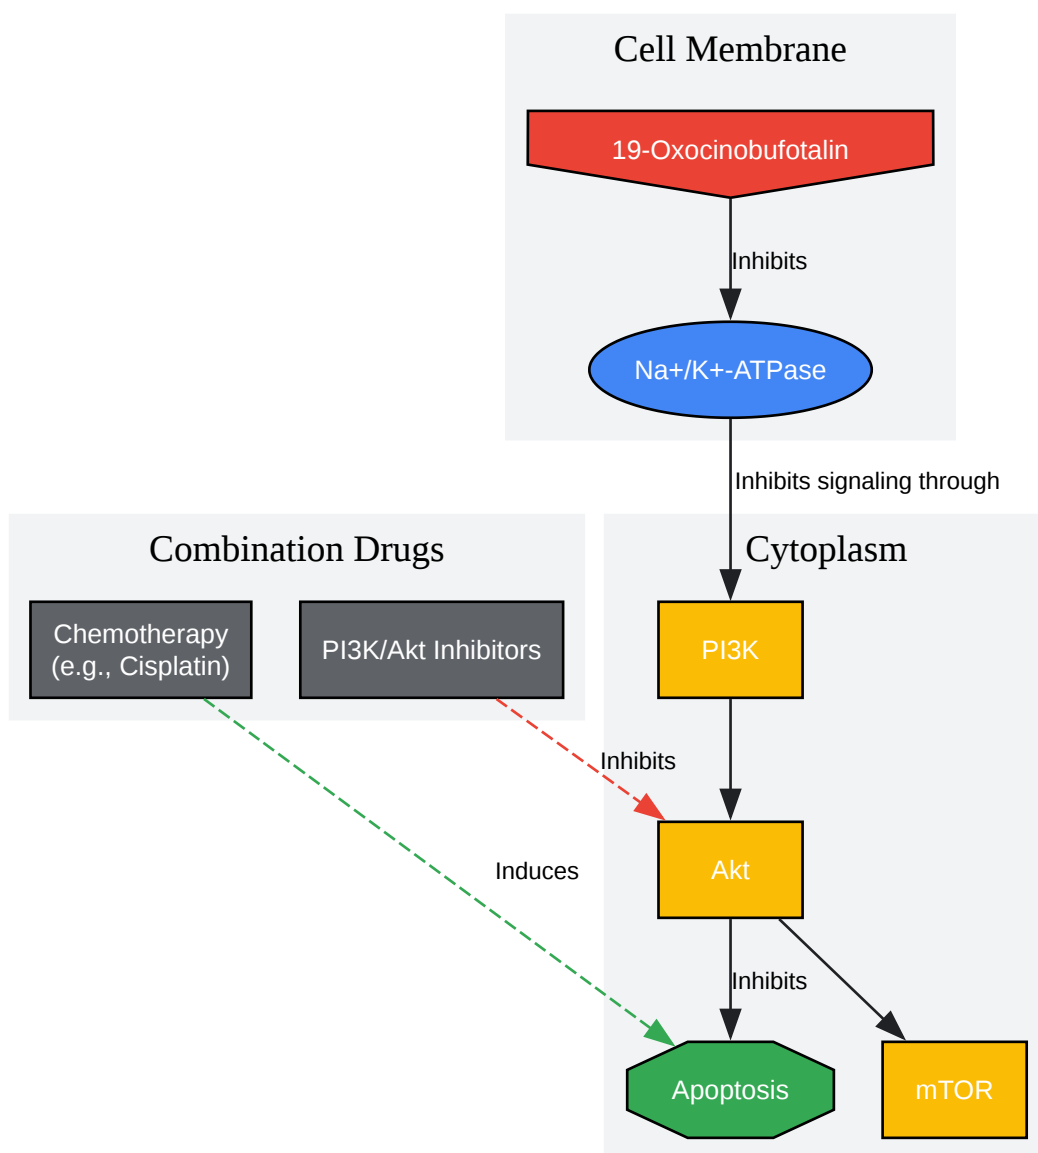 Cell Membrane
19-Oxocinobufotalin
Inhibits
Na+/K+-ATPase
Inhibits signaling through
Combination Drugs
Cytoplasm
Chemotherapy
(e.g., Cisplatin)
PI3K/Akt Inhibitors
PI3K
Inhibits
Akt
Induces
Inhibits
Apoptosis
mTOR